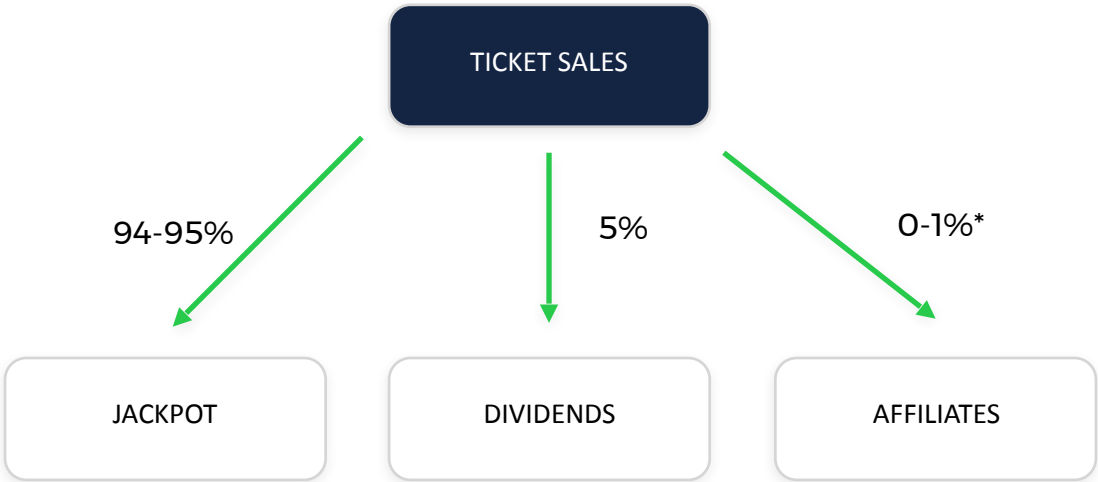 TICKET SALES
94-95%
5%
0-1%*
JACKPOT
DIVIDENDS
AFFILIATES